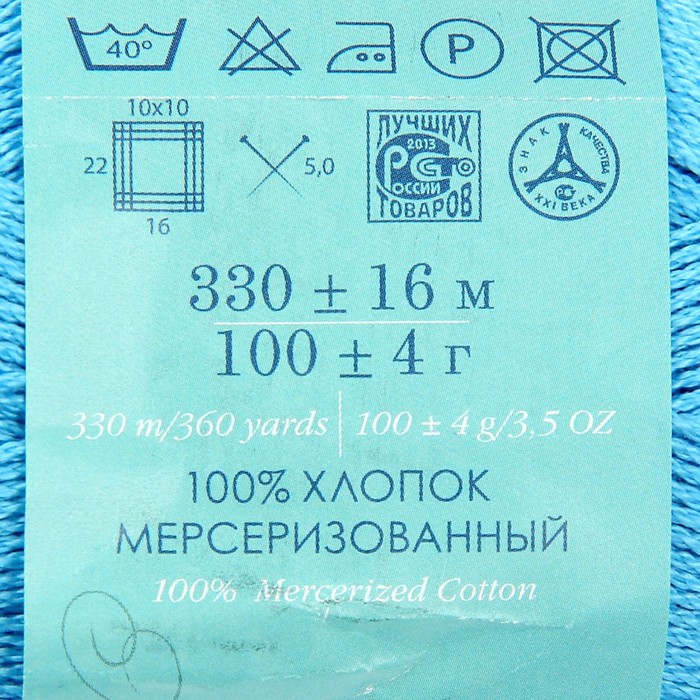 40°
P
10x10
22
16
5,0
ЛУЧШИХ
2013
РОСТО
РОССИИ
ТОВАРОВ
ЗНАК КАЧЕСТВА
XXI ВЕКА
330 ± 16 м
100 ± 4 г
330 m/360 yards | 100 ± 4 g/3,5 OZ
100% ХЛОПОК
МЕРСЕРИЗОВАННЫЙ
100% Mercerized Cotton